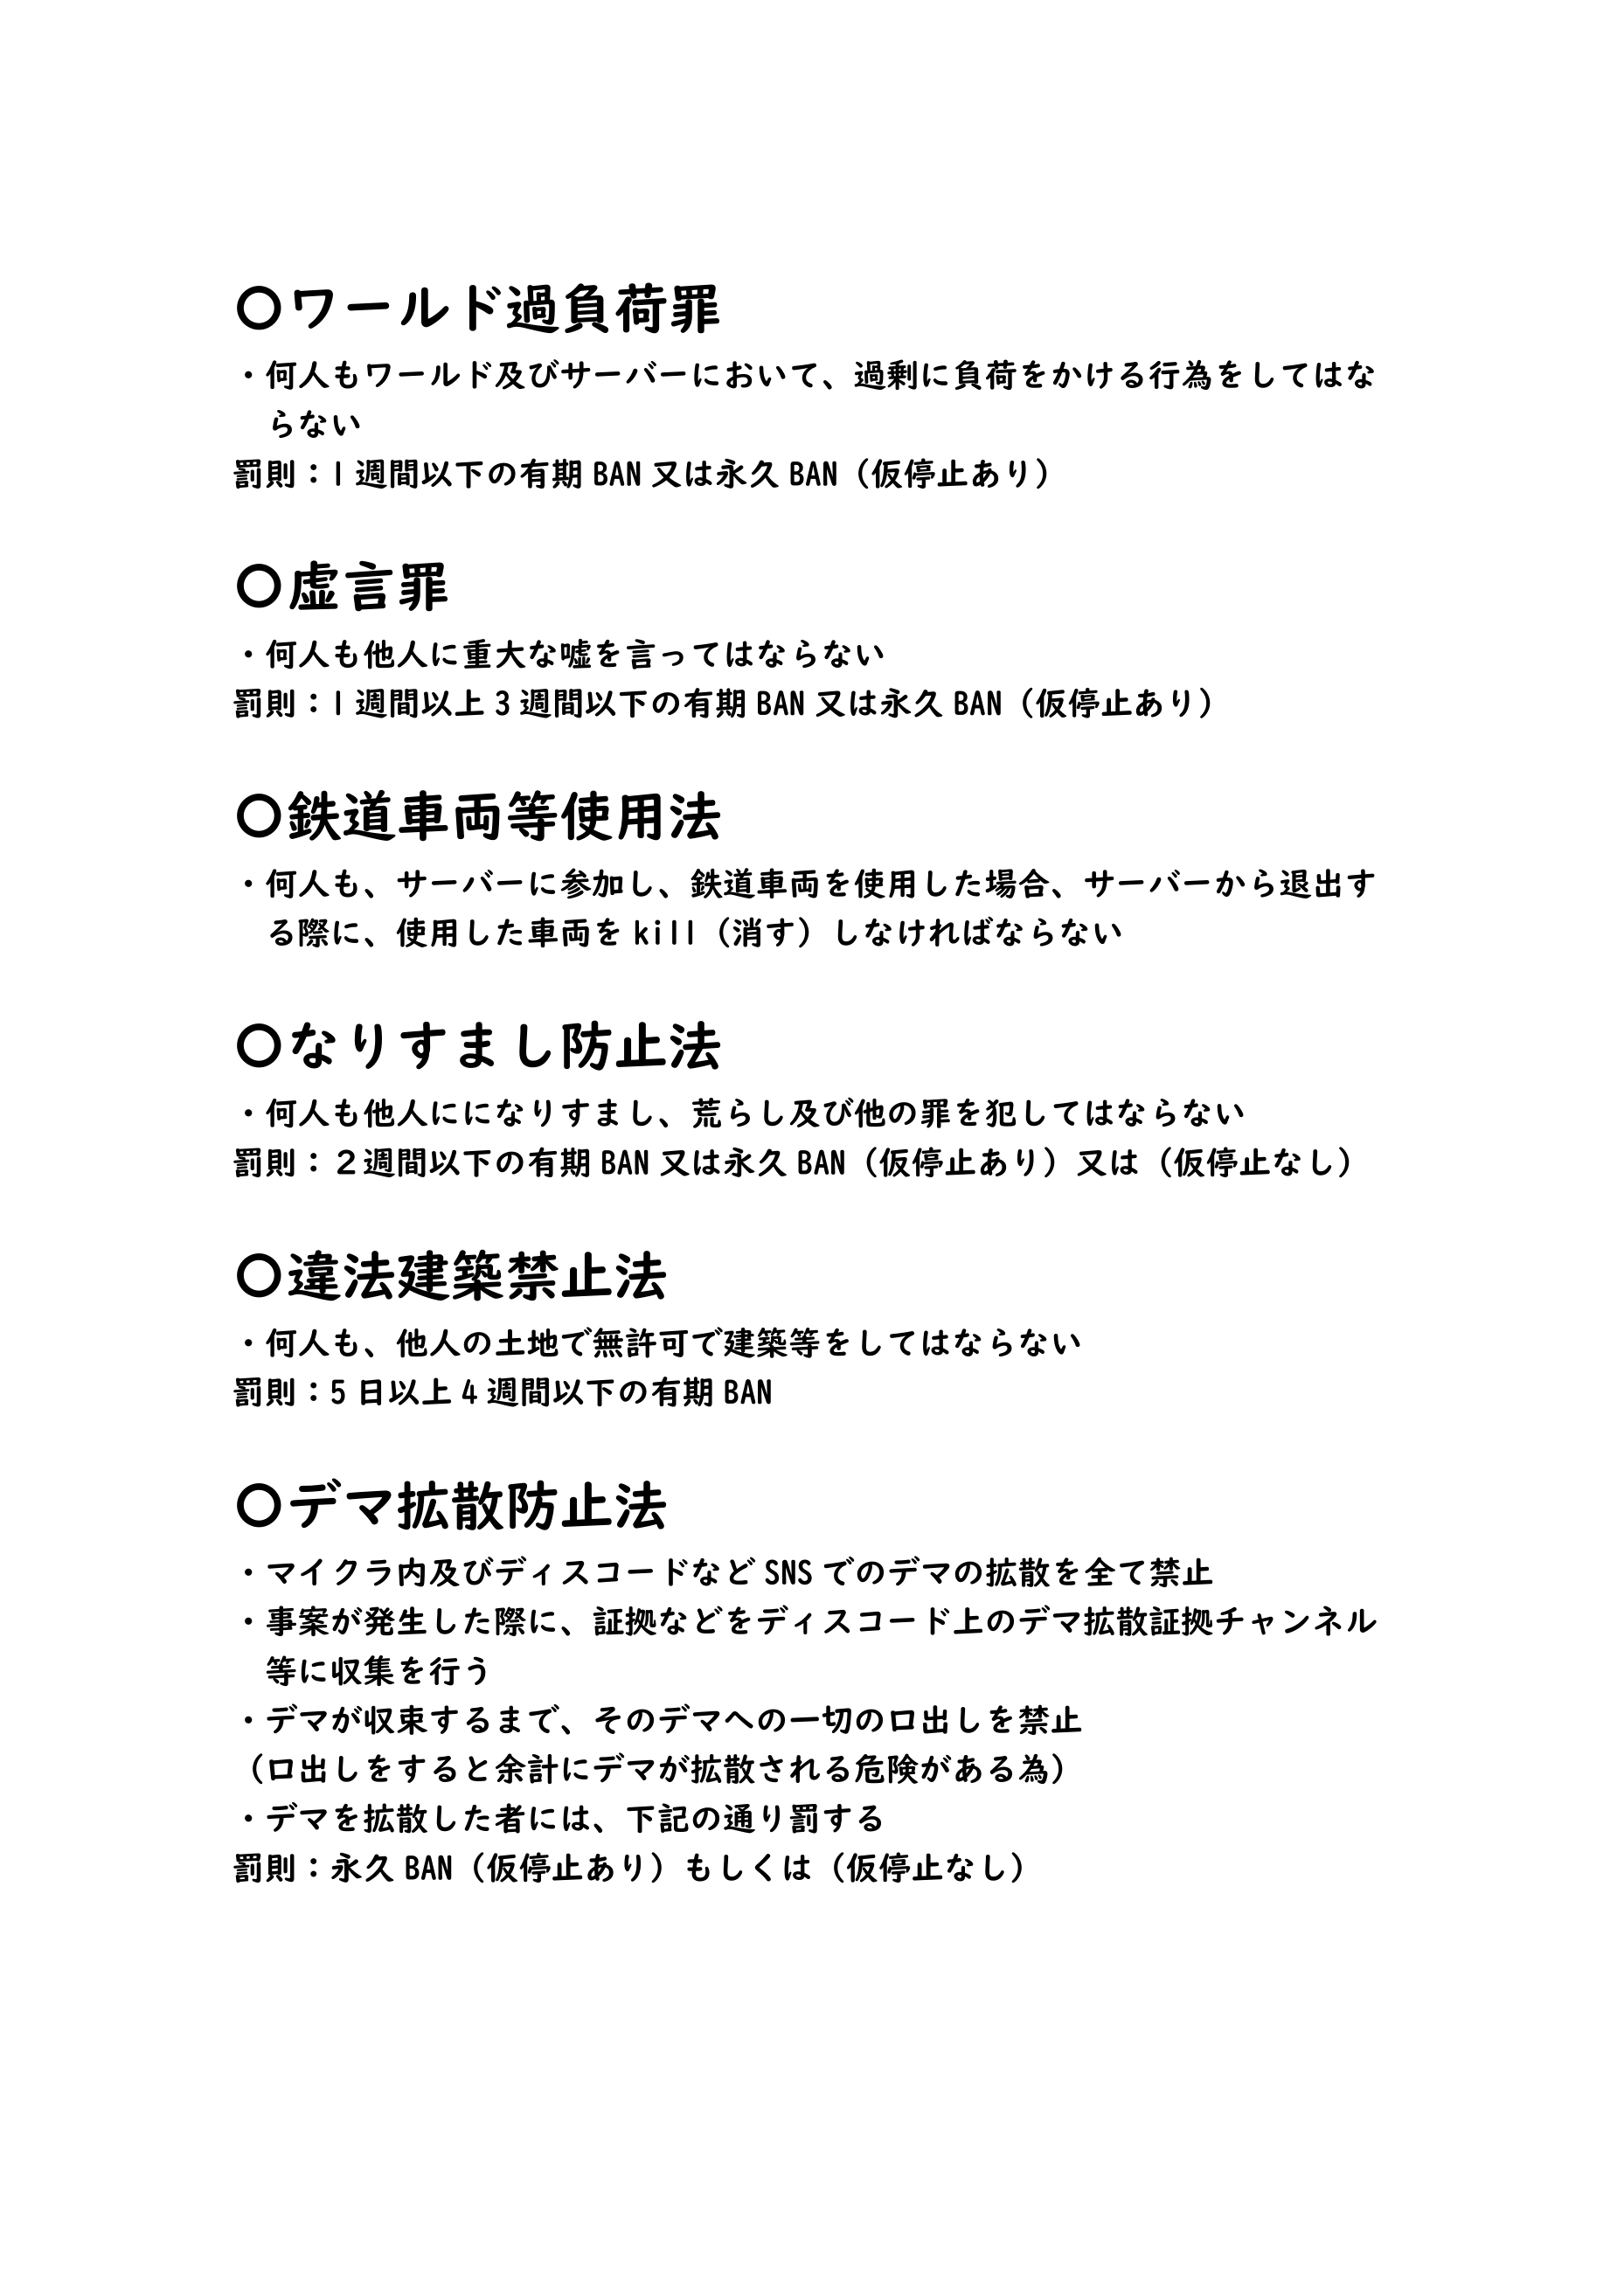 〇ワールド過負荷罪
・何人もワールド及びサーバーにおいて、過剰に負荷をかける行為をしてはな
らない
罰則：1 週間以下の有期 BAN 又は永久 BAN（仮停止あり）
〇虚言罪
・何人も他人に重大な嘘を言ってはならない
罰則：1 週間以上 3 週間以下の有期 BAN 又は永久 BAN（仮停止あり）
〇鉄道車両等使用法
・何人も、サーバーに参加し、鉄道車両を使用した場合、サーバーから退出す
る際に、使用した車両を kill（消す）しなければならない
〇なりすまし防止法
・何人も他人にになりすまし、荒らし及び他の罪を犯してはならない
罰則：２週間以下の有期 BAN 又は永久 BAN（仮停止あり）又は（仮停止なし）
〇違法建築禁止法
・何人も、他人の土地で無許可で建築等をしてはならない
罰則：5 日以上 4 週間以下の有期 BAN
〇デマ拡散防止法
・マイクラ内及びディスコードなど SNS でのデマの拡散を全て禁止
・事案が発生した際に、証拠などをディスコード上のデマ拡散証拠チャンネル
等に収集を行う
・デマが収束するまで、そのデマへの一切の口出しを禁止
（口出しをすると余計にデマが拡散される危険がある為）
・デマを拡散した者には、下記の通り罰する
罰則：永久 BAN（仮停止あり）もしくは（仮停止なし）